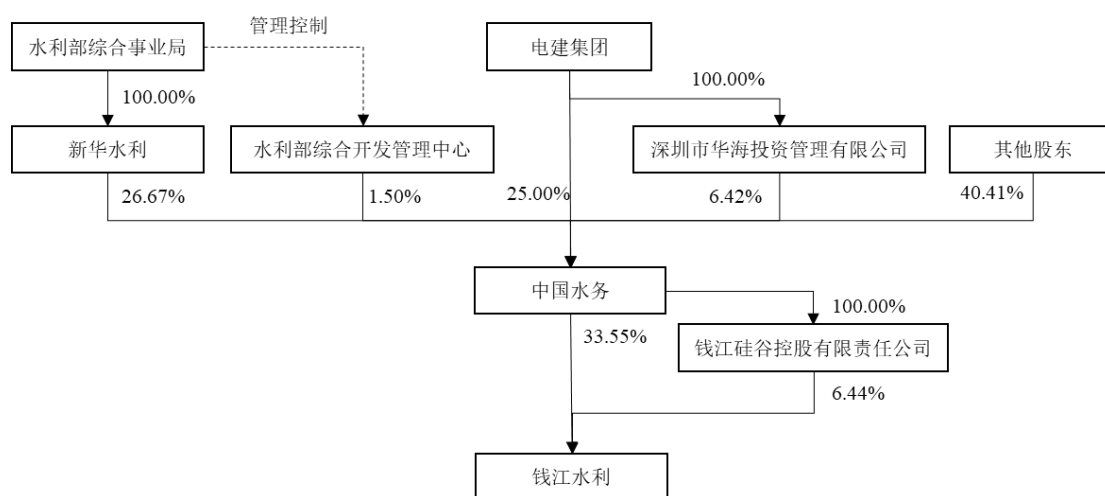 管理控制
水利部综合事业局
电建集团
100.00%
100.00%
新华水利
水利部综合开发管理中心
深圳市华海投资管理有限公司
其他股东
26.67%
1.50%
25.00%
6.42%
40.41%
中国水务
100.00%
33.55%
钱江硅谷控股有限责任公司
6.44%
钱江水利